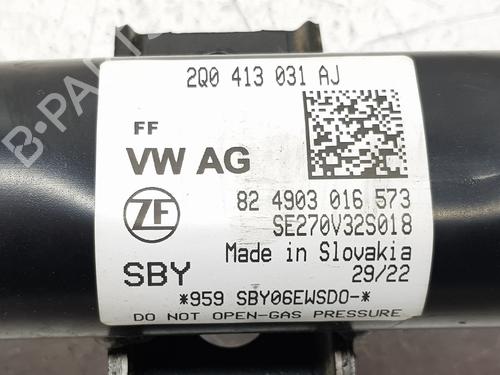 2Q0 413 031 AJ
FF
VW AG
ZF
82 4903 016 573
SE270V32S018
Made in Slovakia
SBY
29/22
*959 SBY06EWSDO-*
DO NOT OPEN-GAS PRESSURE
B-PARTS